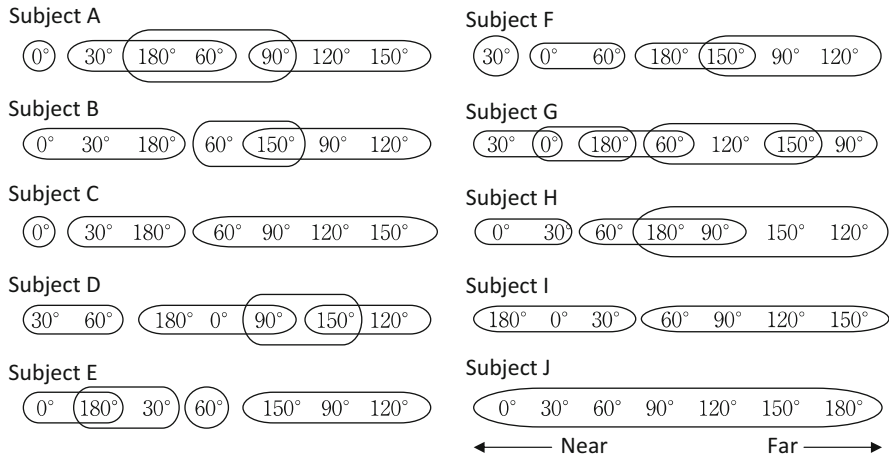 Subject A
0° 30° 180° 60° 90° 120° 150°
Subject B
0° 30° 180° 60° 150° 90° 120°
Subject C
0° 30° 180° 60° 90° 120° 150°
Subject D
30° 60° 180° 0° 90° 150° 120°
Subject E
0° 180° 30° 60° 150° 90° 120°
Subject F
30° 0° 60° 180° 150° 90° 120°
Subject G
30° 0° 180° 60° 120° 150° 90°
Subject H
0° 30° 60° 180° 90° 150° 120°
Subject I
180° 0° 30° 60° 90° 120° 150°
Subject J
0° 30° 60° 90° 120° 150° 180°
Near Far